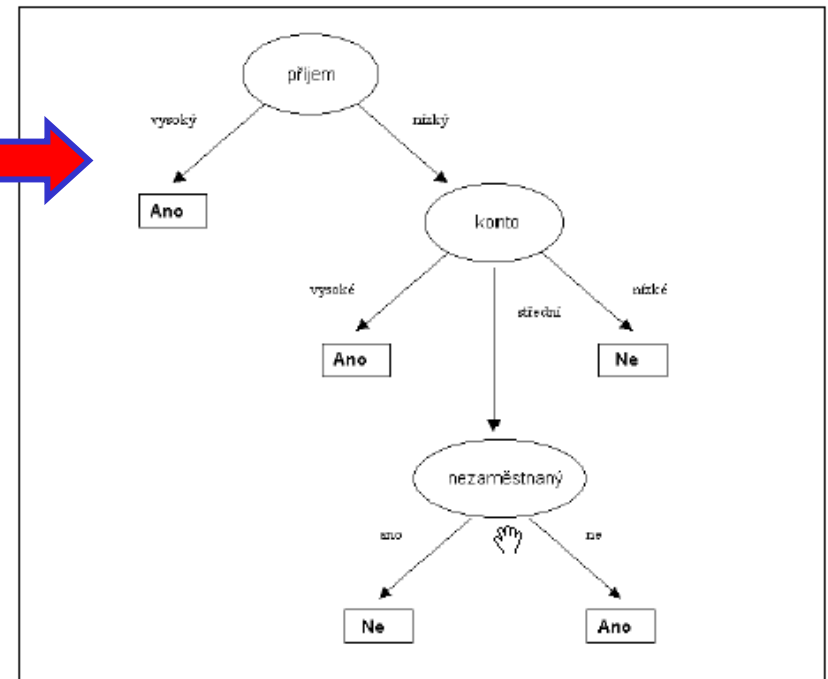 příjem
vysoký
nízký
Ano
konto
vysoké
střední
nízké
Ano
Ne
nezaměstnaný
ano
ne
Ne
Ano